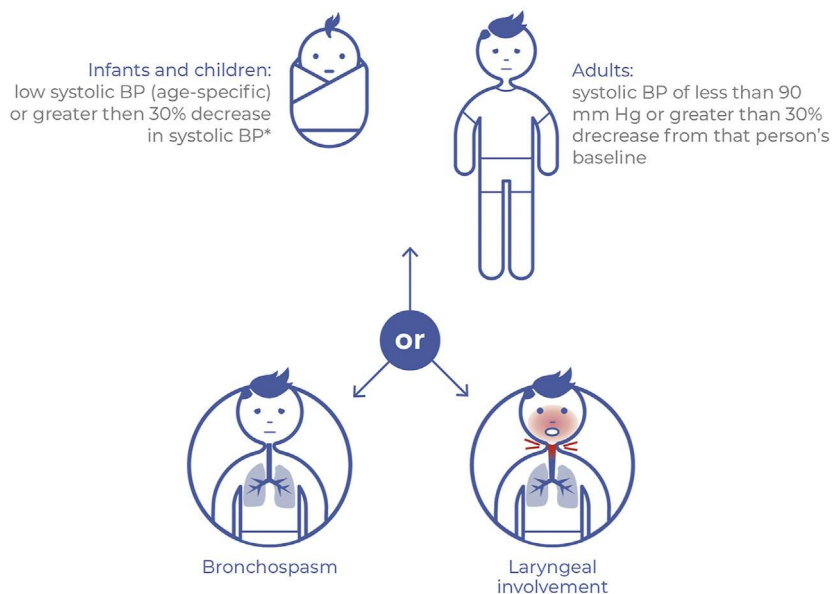 Infants and children:
low systolic BP (age-specific)
or greater then 30% decrease
in systolic BP*
Adults:
systolic BP of less than 90
mm Hg or greater than 30%
drecrease from that person's
baseline
or
Bronchospasm
Laryngeal
involvement